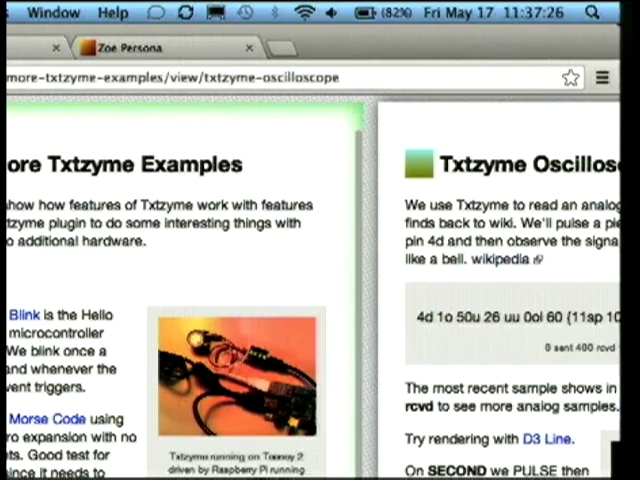 Window Help (82%) Fri May 17 11:37:26
Zoe Persona
more-txtzyme-examples/view/txtzyme-oscilloscope
ore Txtzyme Examples
show how features of Txtzyme work with features
tzyme plugin to do some interesting things with
o additional hardware.
Blink is the Hello
microcontroller
We blink once a
and whenever the
vent triggers.
Morse Code using
ro expansion with no
ts. Good test for
since it needs to
Txtzyme running on Teensy 2
driven by Raspberry Pi running
Txtzyme Oscillos
We use Txtzyme to read an analog
finds back to wiki. We'll pulse a pie
pin 4d and then observe the signa
like a bell. wikipedia
4d 1o 50u 26 uu 0oi 60 {11sp 10
8 sent 400 rcvd
The most recent sample shows in
rcvd to see more analog samples.
Try rendering with D3 Line.
On SECOND we PULSE then